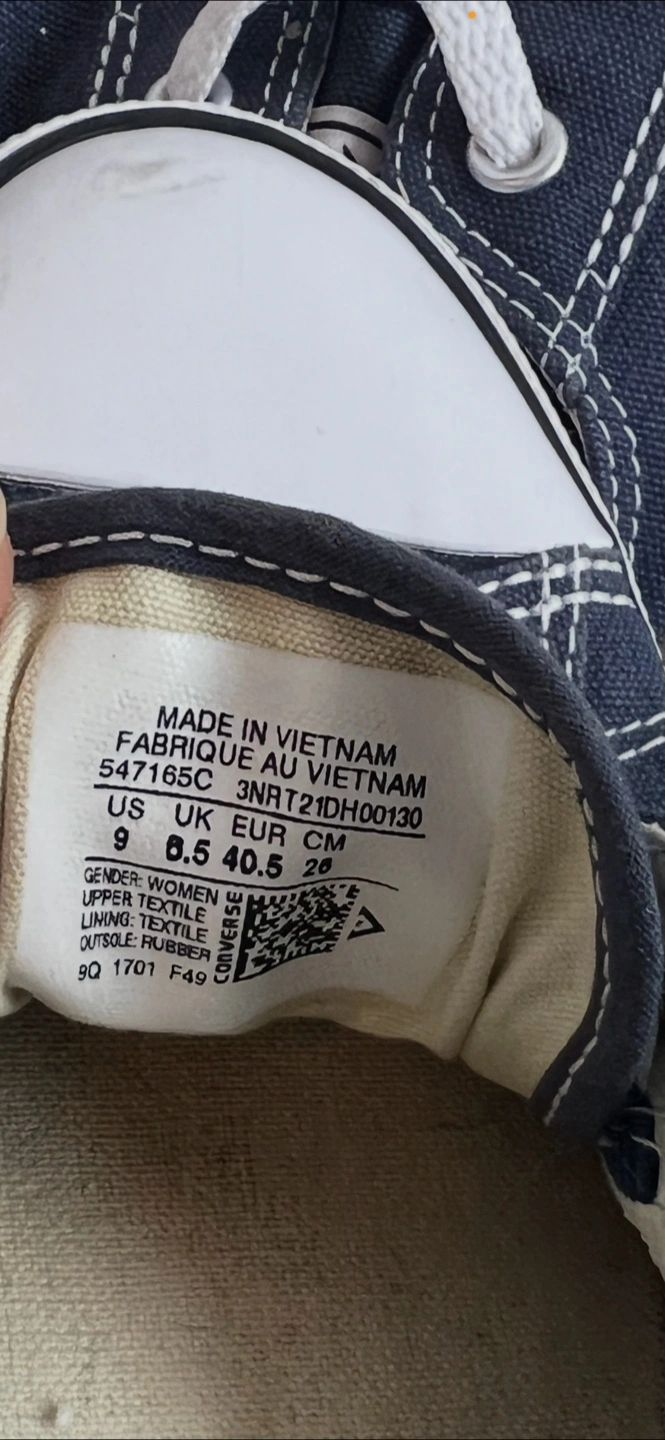 MADE IN VIETNAM
FABRIQUE AU VIETNAM
547165C 3NRT21DH00130
US UK EUR CM
9 6.5 40.5 26
GENDER: WOMEN
UPPER TEXTILE
LINING: TEXTILE
OUTSOLE: RUBBER
9Q 1701 F49
CONVERSE